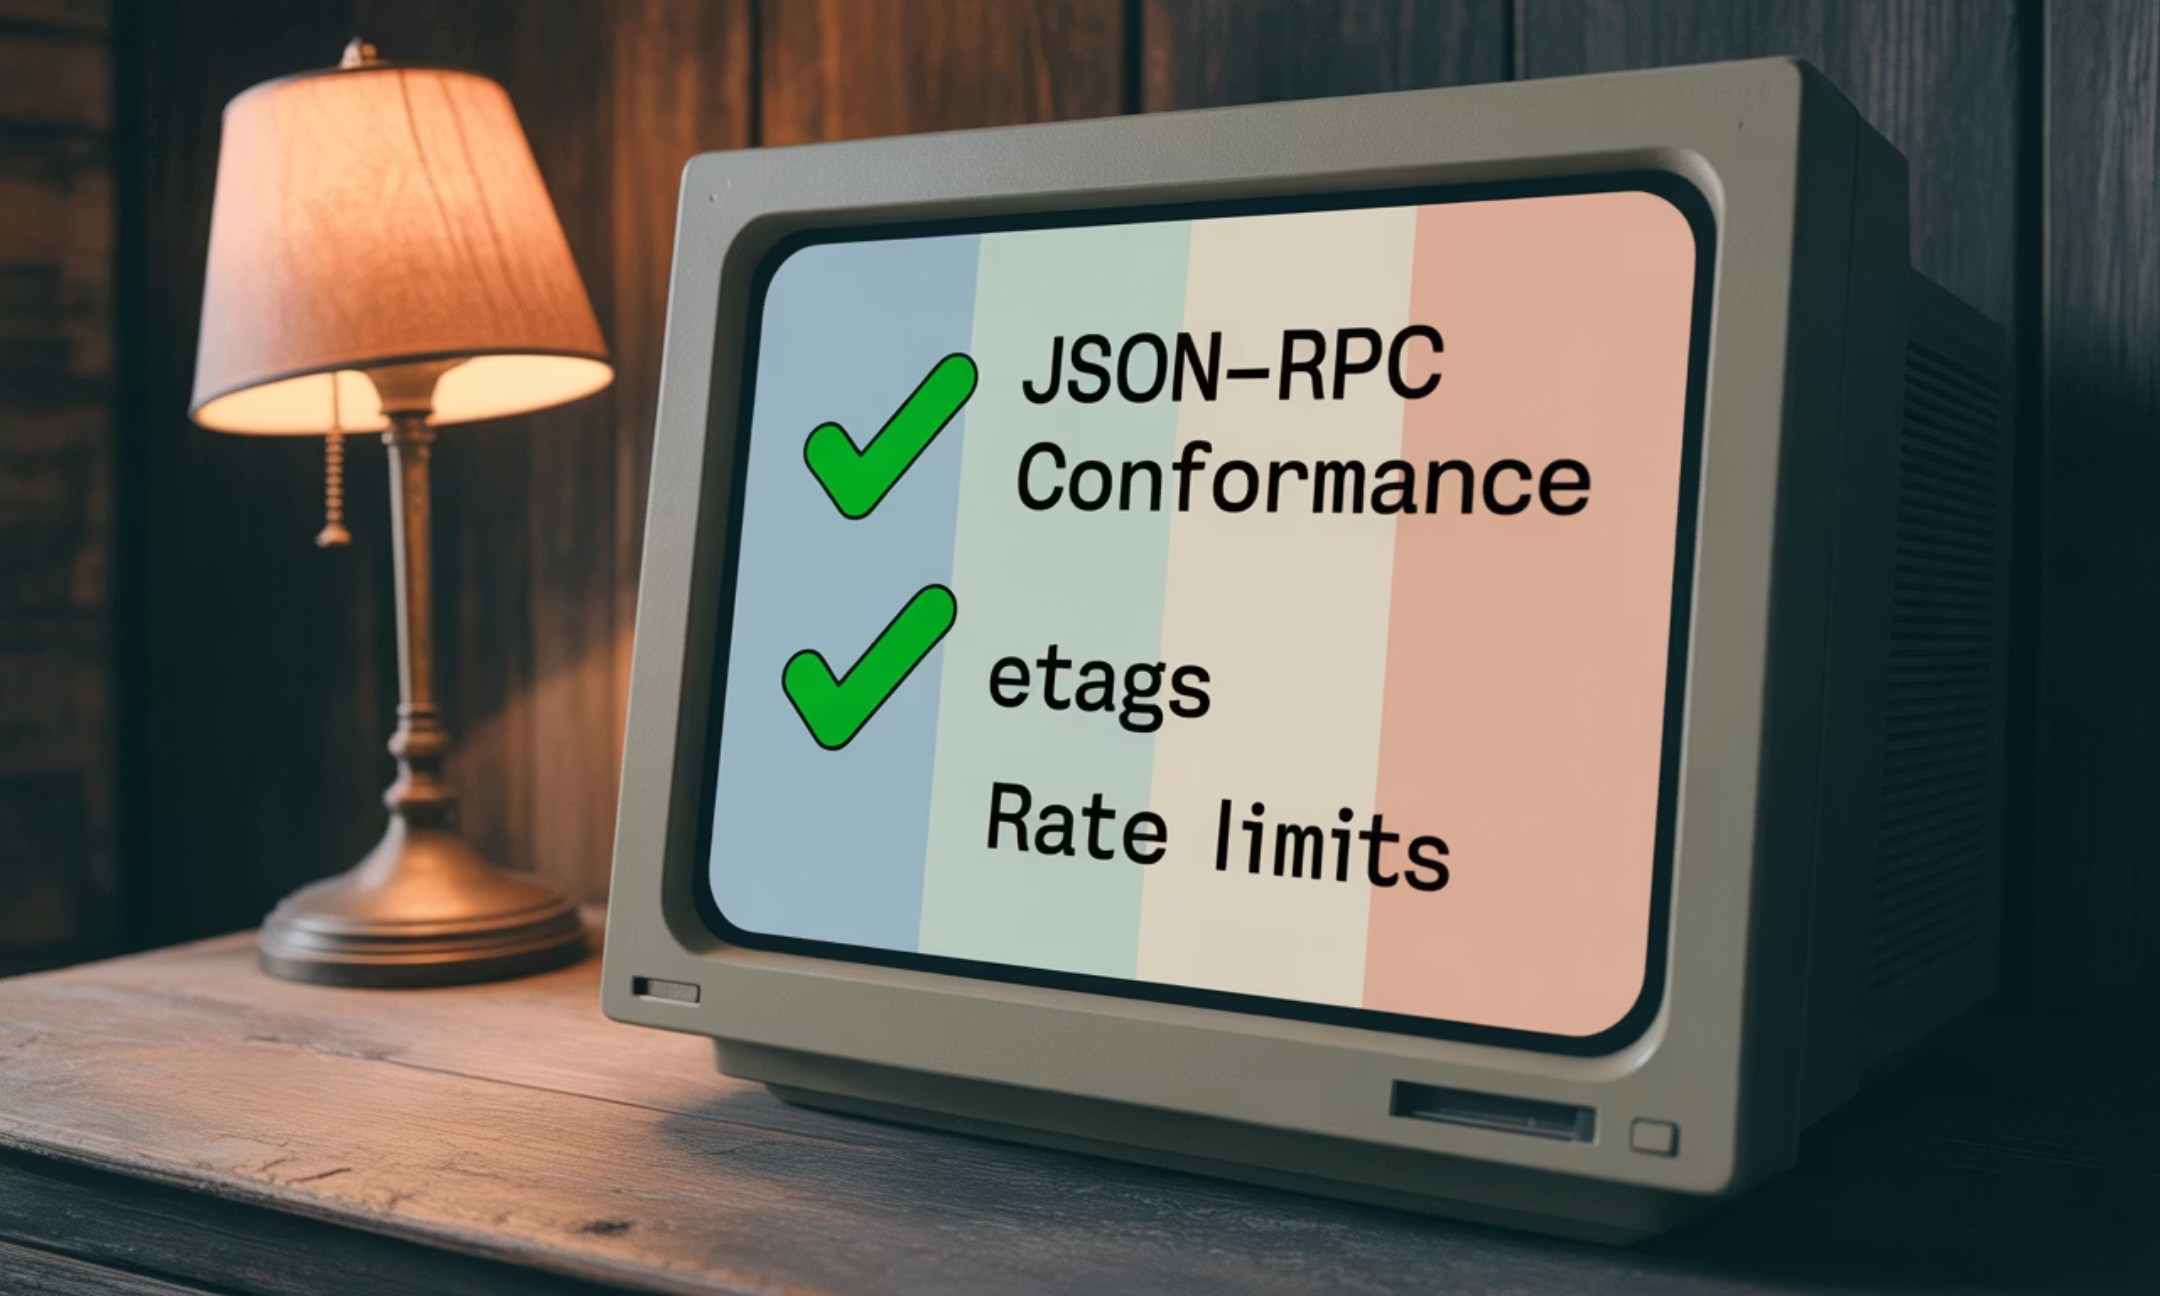 JSON-RPC
Conformance
etags
Rate limits